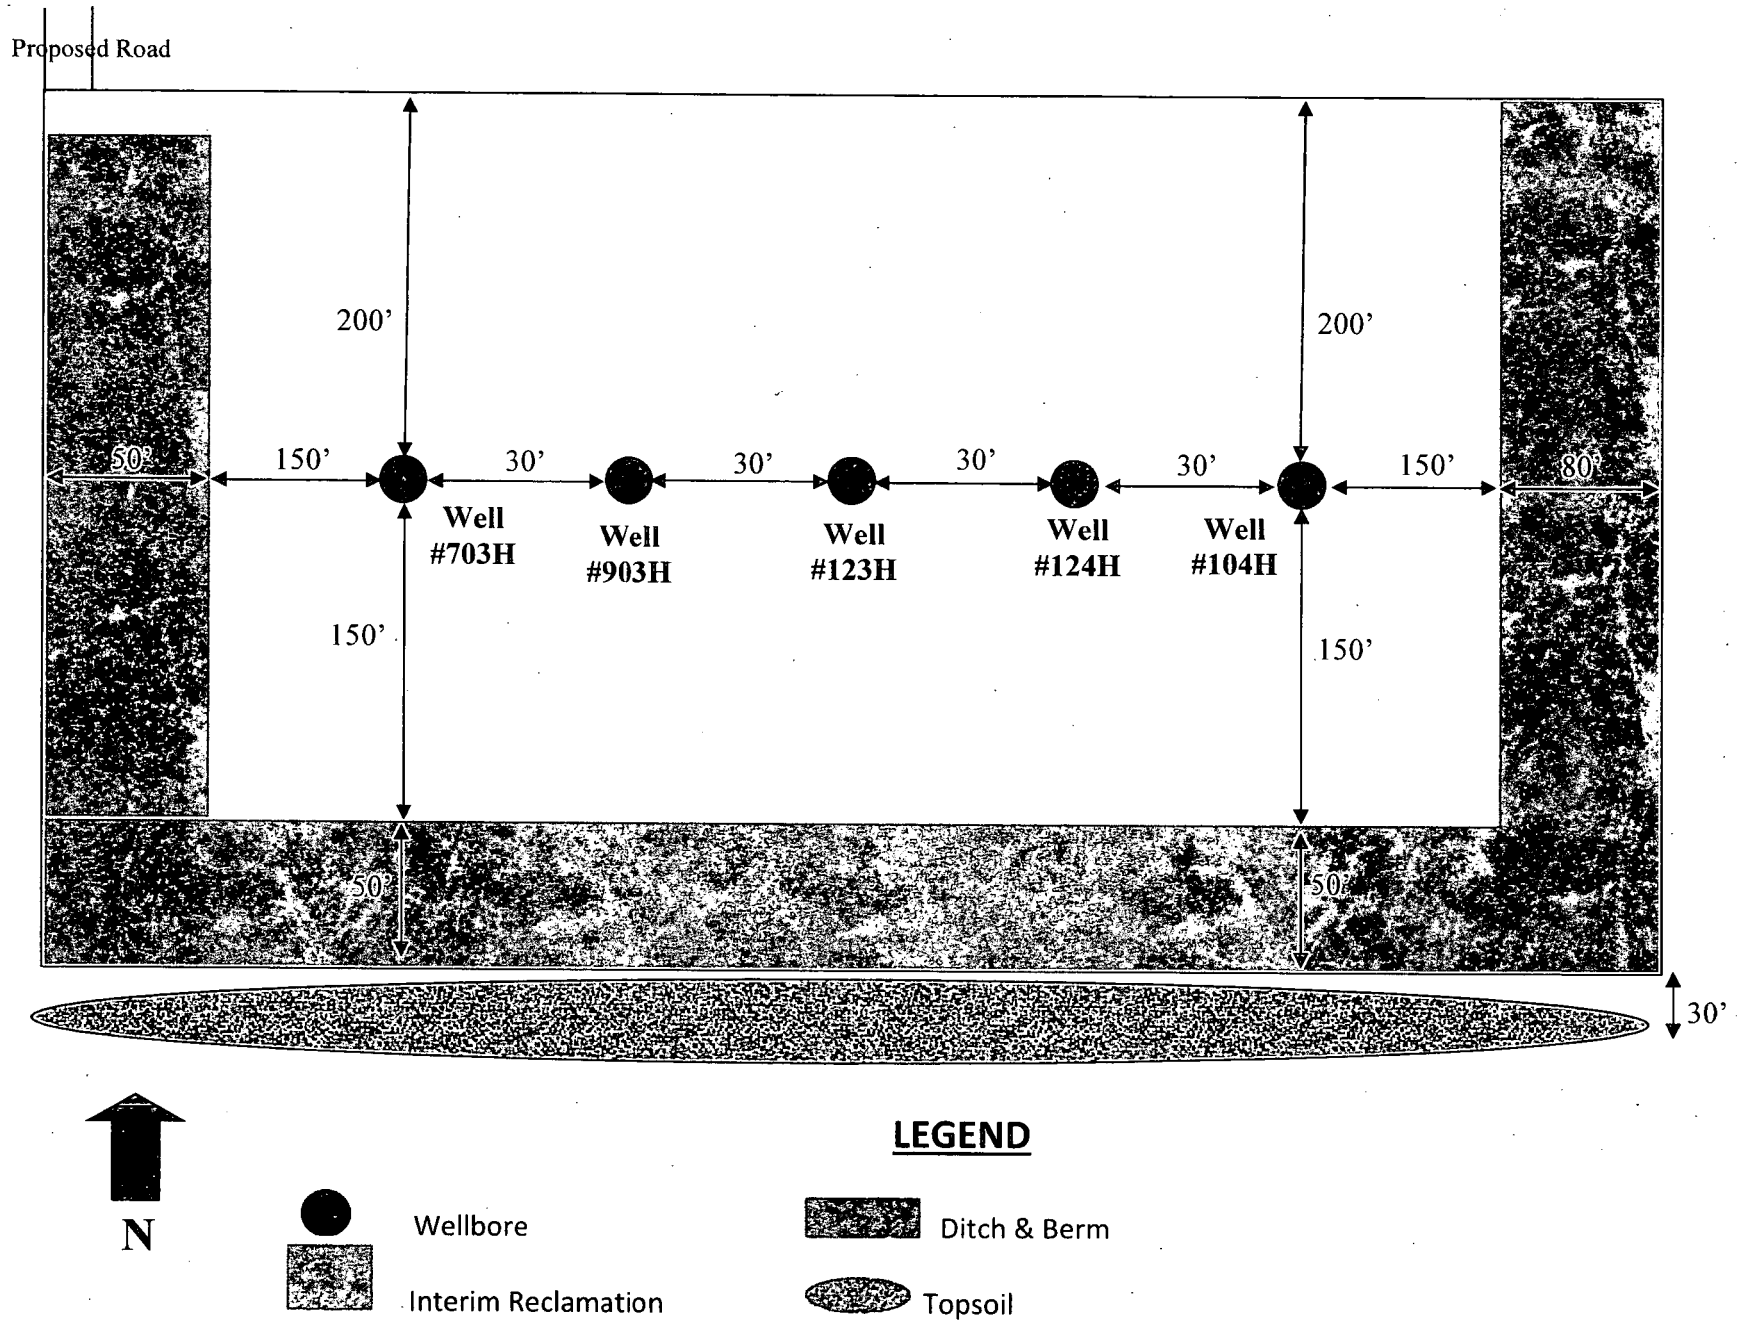 Proposed Road
200’
200’
50’
150’
30’
30’
30’
30’
150’
80’
Well
#703H
Well
#903H
Well
#123H
Well
#124H
Well
#104H
150’
150’
50’
50’
30’
LEGEND
N
Wellbore
Ditch & Berm
Interim Reclamation
Topsoil